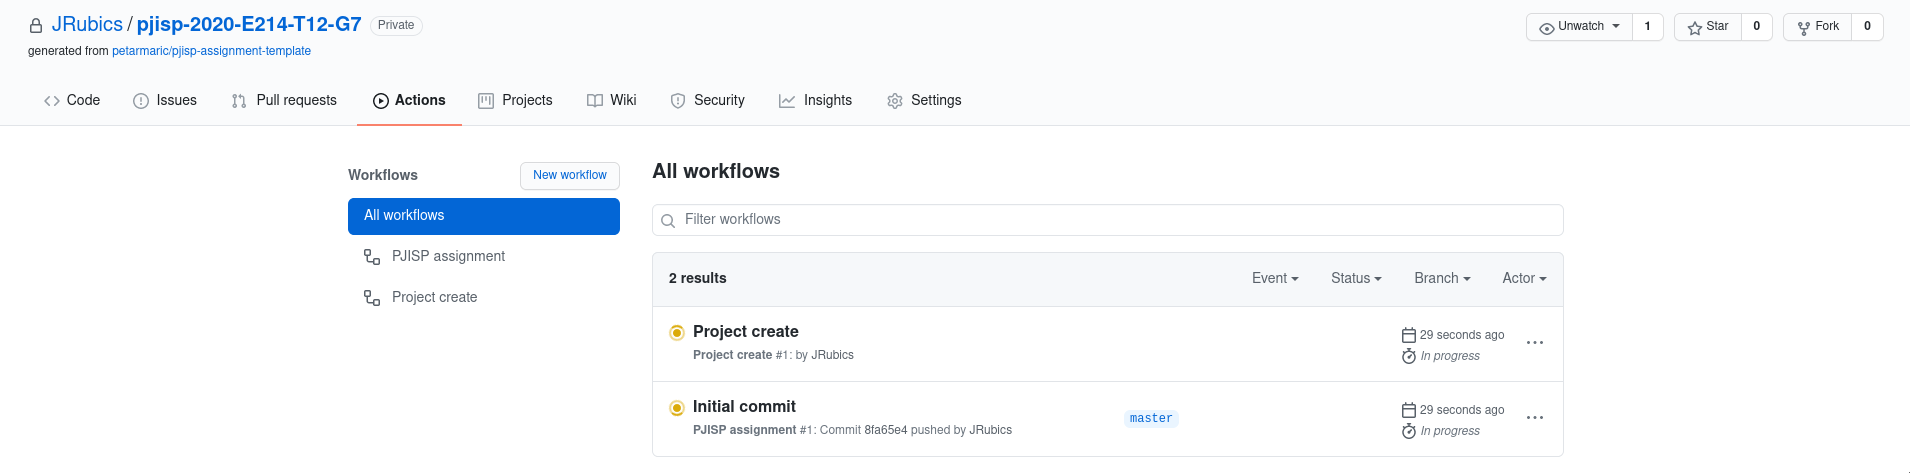 JRubics / pjisp-2020-E214-T12-G7 Private
Unwatch 1 Star 0 Fork 0
generated from petarmaric/pjisp-assignment-template
Code Issues Pull requests Actions Projects Wiki Security Insights Settings
Workflows New workflow
All workflows
PJISP assignment
Project create
All workflows
Filter workflows
2 results Event Status Branch Actor
Project create
Project create #1: by JRubics
29 seconds ago
In progress
Initial commit
PJISP assignment #1: Commit 8fa65e4 pushed by JRubics
master
29 seconds ago
In progress